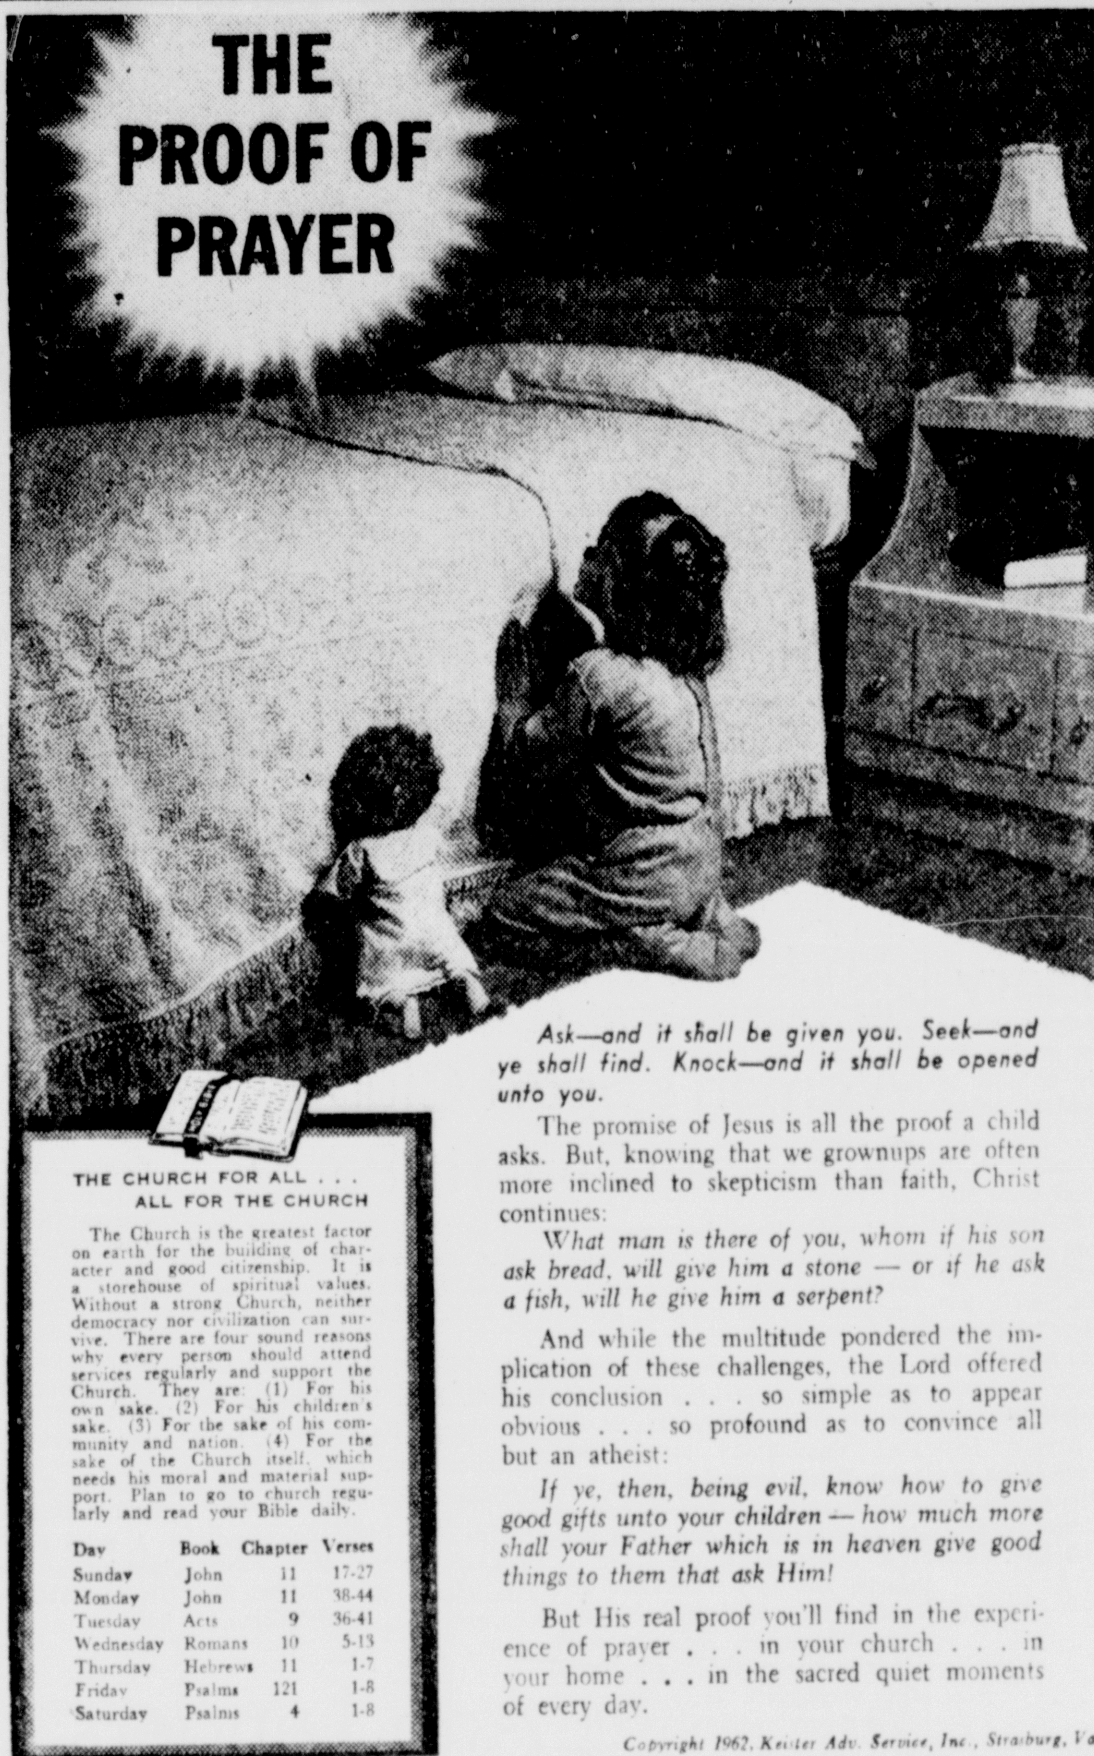 THE
PROOF OF
PRAYER
Ask—and it shall be given you. Seek—and
ye shall find. Knock—and it shall be opened
unto you.
The promise of Jesus is all the proof a child
asks. But, knowing that we grownups are often
more inclined to skepticism than faith, Christ
continues:
What man is there of you, whom if his son
ask bread, will give him a stone — or if he ask
a fish, will he give him a serpent?
And while the multitude pondered the im-
plication of these challenges, the Lord offered
his conclusion . . . so simple as to appear
obvious . . . so profound as to convince all
but an atheist:
If ye, then, being evil, know how to give
good gifts unto your children — how much more
shall your Father which is in heaven give good
things to them that ask Him!
But His real proof you'll find in the experi-
ence of prayer . . . in your church . . . in
your home . . . in the sacred quiet moments
of every day.
Copyright 1962, Keister Adv. Service, Inc., Strasburg, Va
HOLY BIBLE
THE CHURCH FOR ALL . . .
ALL FOR THE CHURCH
The Church is the greatest factor
on earth for the building of char-
acter and good citizenship. It is
a storehouse of spiritual values.
Without a strong Church, neither
democracy nor civilization can sur-
vive. There are four sound reasons
why every person should attend
services regularly and support the
Church. They are: (1) For his
own sake. (2) For his children's
sake. (3) For the sake of his com-
munity and nation. (4) For the
sake of the Church itself, which
needs his moral and material sup-
port. Plan to go to church regu-
larly and read your Bible daily.
Day Book Chapter Verses
Sunday John 11 17-27
Monday John 11 38-44
Tuesday Acts 9 36-41
Wednesday Romans 10 5-13
Thursday Hebrews 11 1-7
Friday Psalms 121 1-8
Saturday Psalms 4 1-8